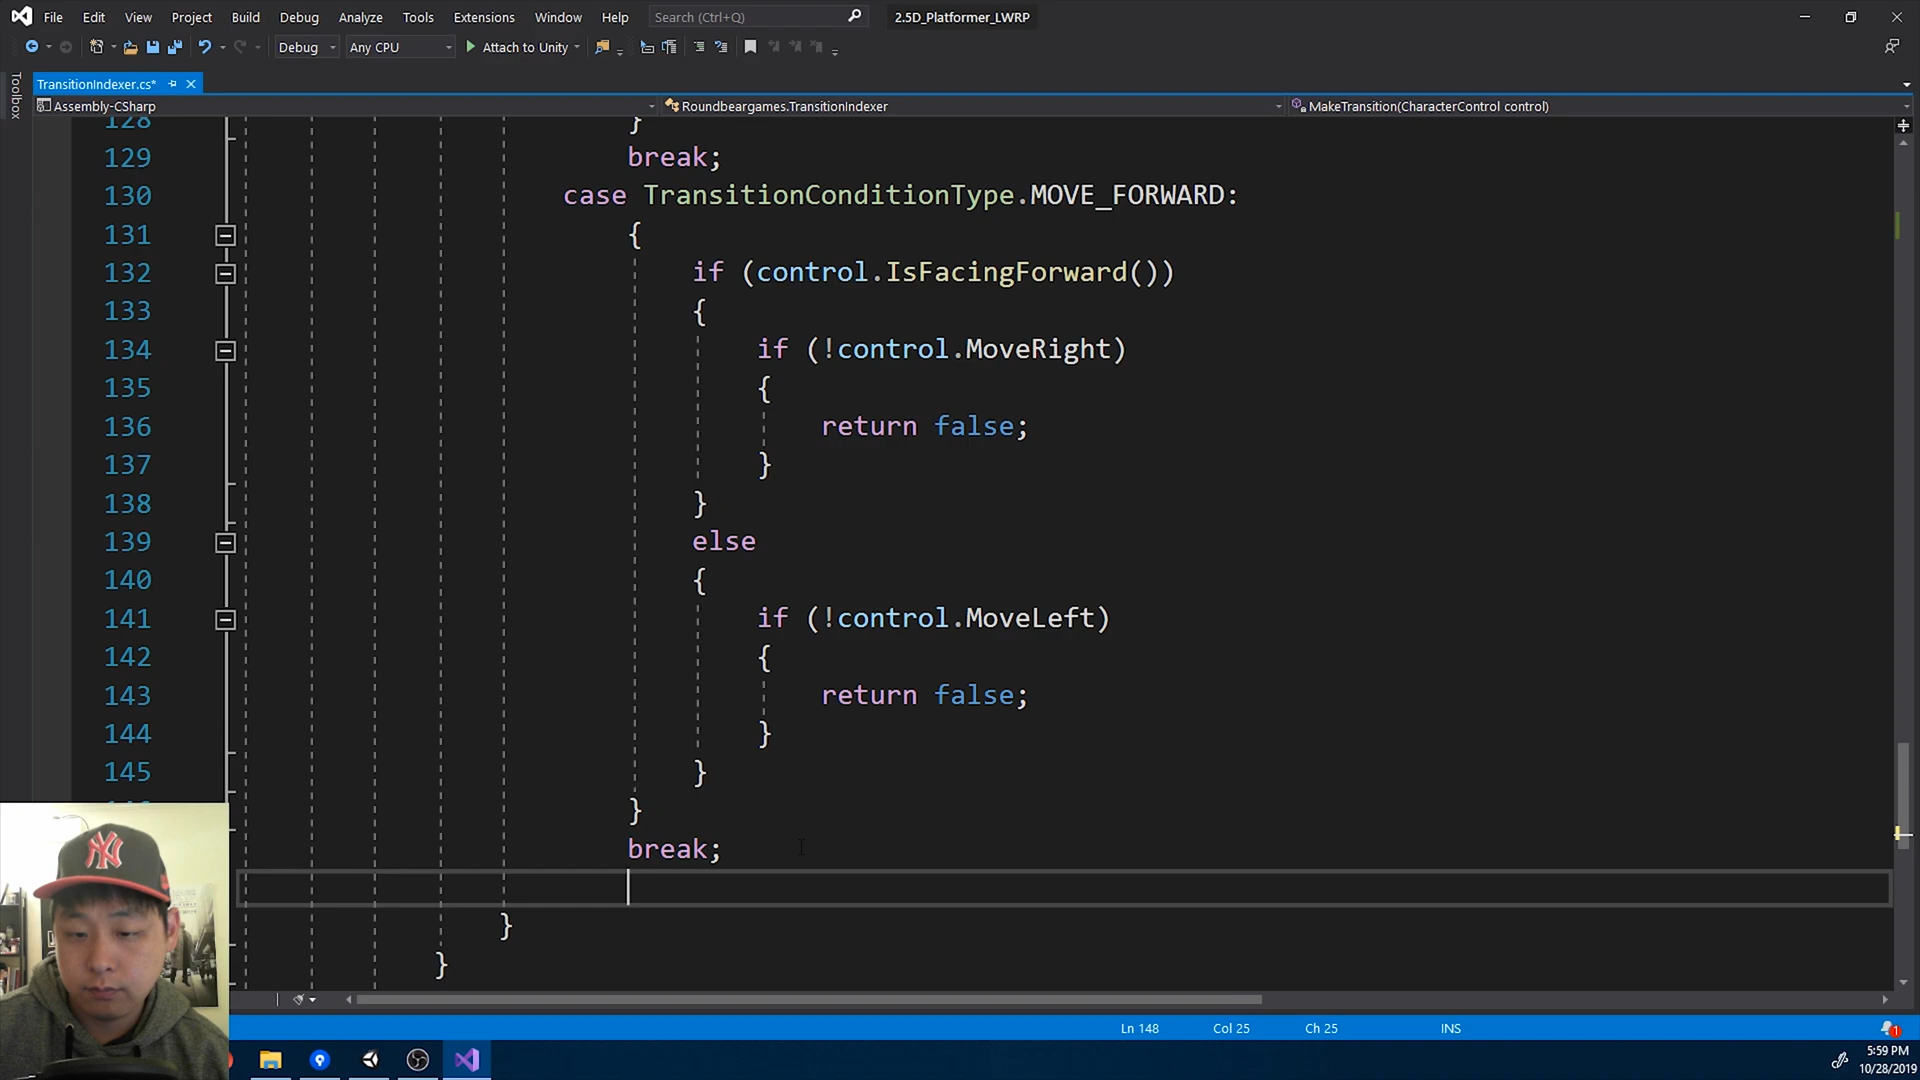 File Edit View Project Build Debug Analyze Tools Extensions Window Help Search (Ctrl+Q) 2.5D_Platformer_LWRP
Debug Any CPU Attach to Unity
Toolbox
TransitionIndexer.cs*
Assembly-CSharp Roundbeargames.TransitionIndexer MakeTransition(CharacterControl control)
128 }
129 break;
130 case TransitionConditionType.MOVE_FORWARD:
131 {
132 if (control.IsFacingForward())
133 {
134 if (!control.MoveRight)
135 {
136 return false;
137 }
138 }
139 else
140 {
141 if (!control.MoveLeft)
142 {
143 return false;
144 }
145 }
}
break;
}
}
Ln 148 Col 25 Ch 25 INS
1
5:59 PM
10/28/2019